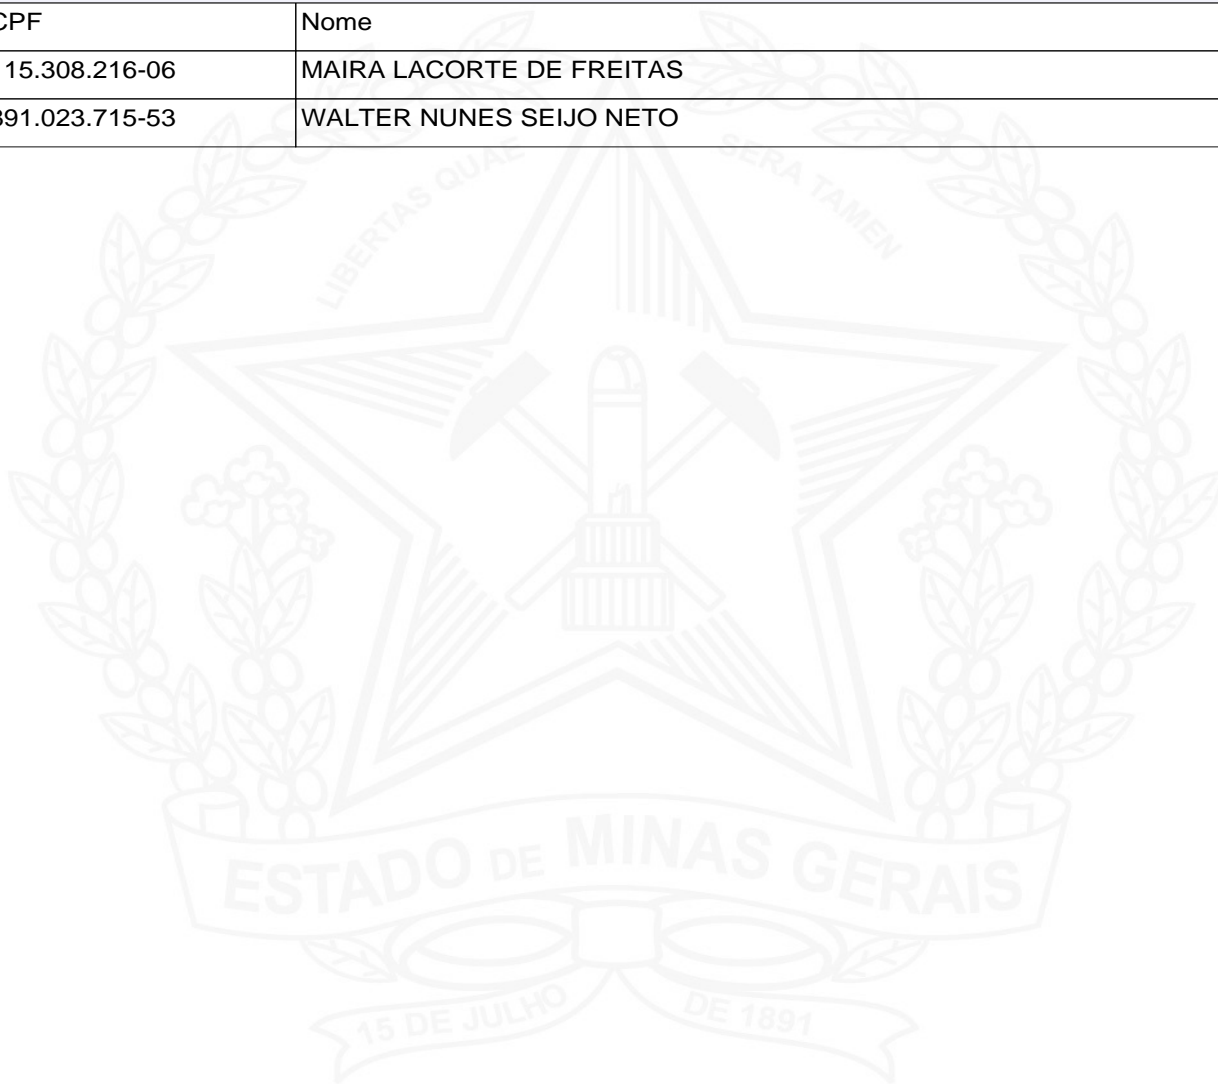 CPF Nome
15.308.216-06 MAIRA LACORTE DE FREITAS
891.023.715-53 WALTER NUNES SEIJO NETO
LIBERTAS QUAE SERA TAMEN
ESTADO DE MINAS GERAIS
15 DE JULHO DE 1891